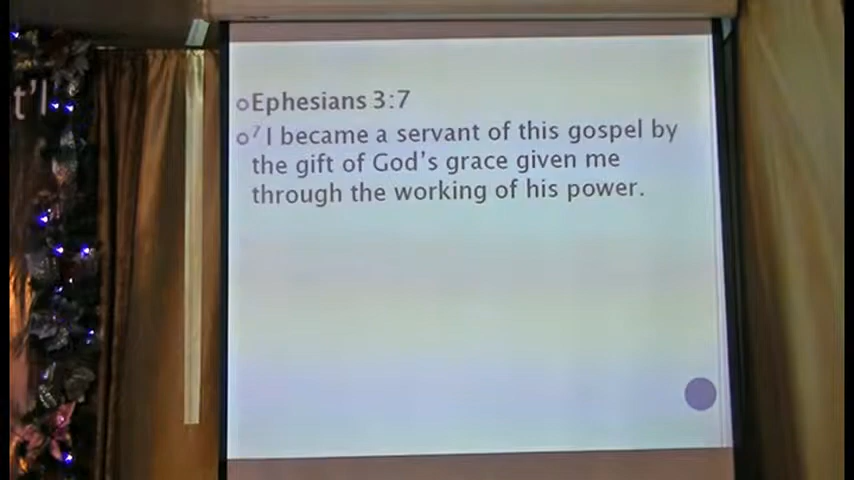 t'l
Ephesians 3:7
7 I became a servant of this gospel by
the gift of God's grace given me
through the working of his power.